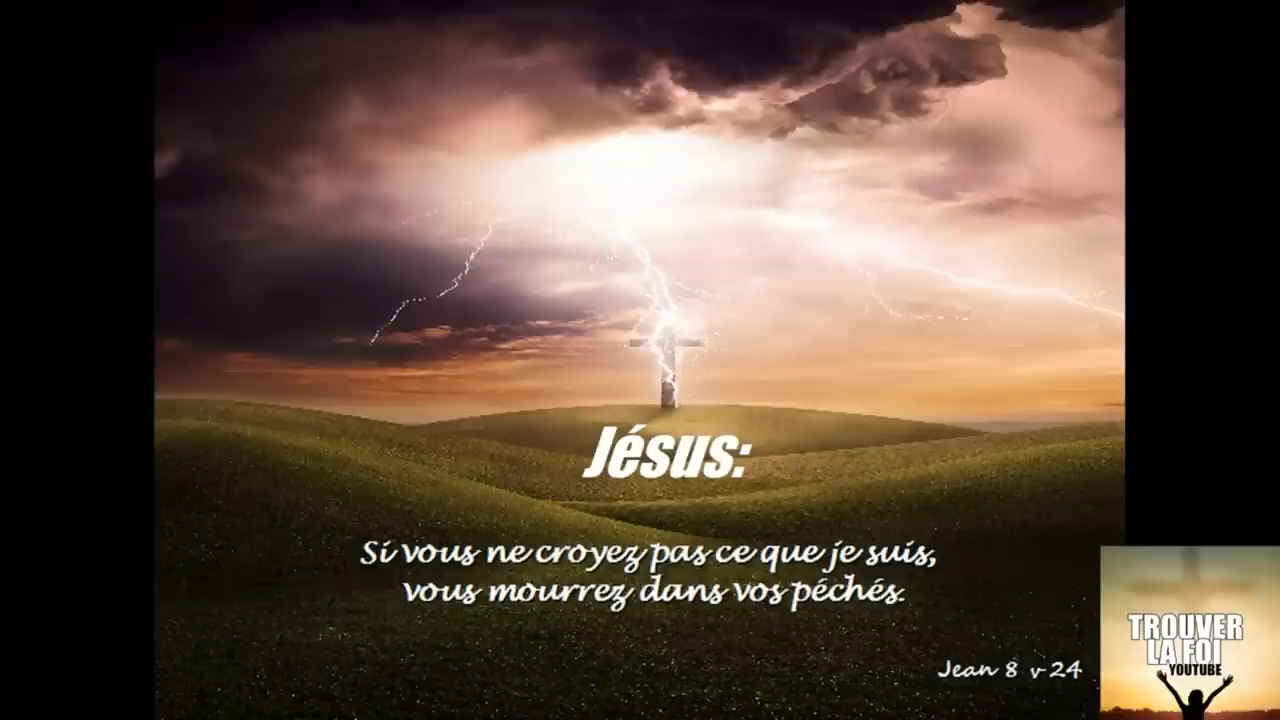 Jésus:
Si vous ne croyez pas ce que je suis,
vous mourrez dans vos péchés.
Jean 8 v 24
TROUVER
LA FOI
YOUTUBE